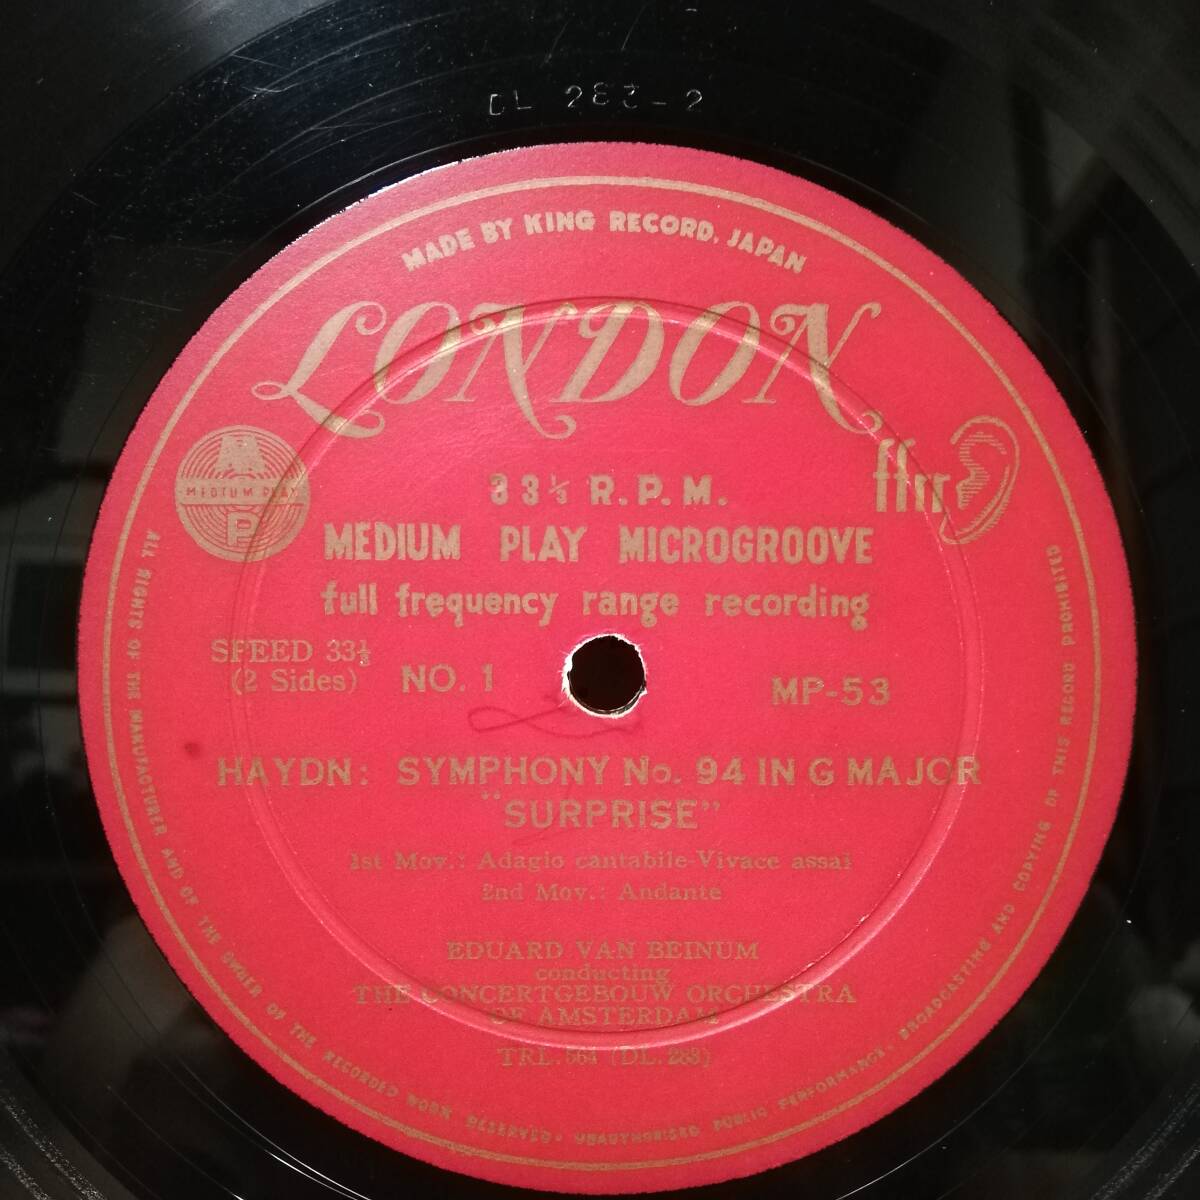 DL 283-2
MADE BY KING RECORD, JAPAN
LONDON
ffrr
M
MEDIUM PLAY
P
33⅓ R.P.M.
MEDIUM PLAY MICROGROOVE
full frequency range recording
SPEED 33⅓
(2 Sides)
NO. 1
MP-53
HAYDN: SYMPHONY No. 94 IN G MAJOR
"SURPRISE"
1st Mov.: Adagio cantabile-Vivace assai
2nd Mov.: Andante
EDUARD VAN BEINUM
conducting
THE CONCERTGEBOUW ORCHESTRA
OF AMSTERDAM
TRL. 564 (DL. 283)
ALL RIGHTS OF THE MANUFACTURER AND OF THE OWNER OF THE RECORDED WORK RESERVED. UNAUTHORISED PUBLIC PERFORMANCE, BROADCASTING AND COPYING OF THIS RECORD PROHIBITED